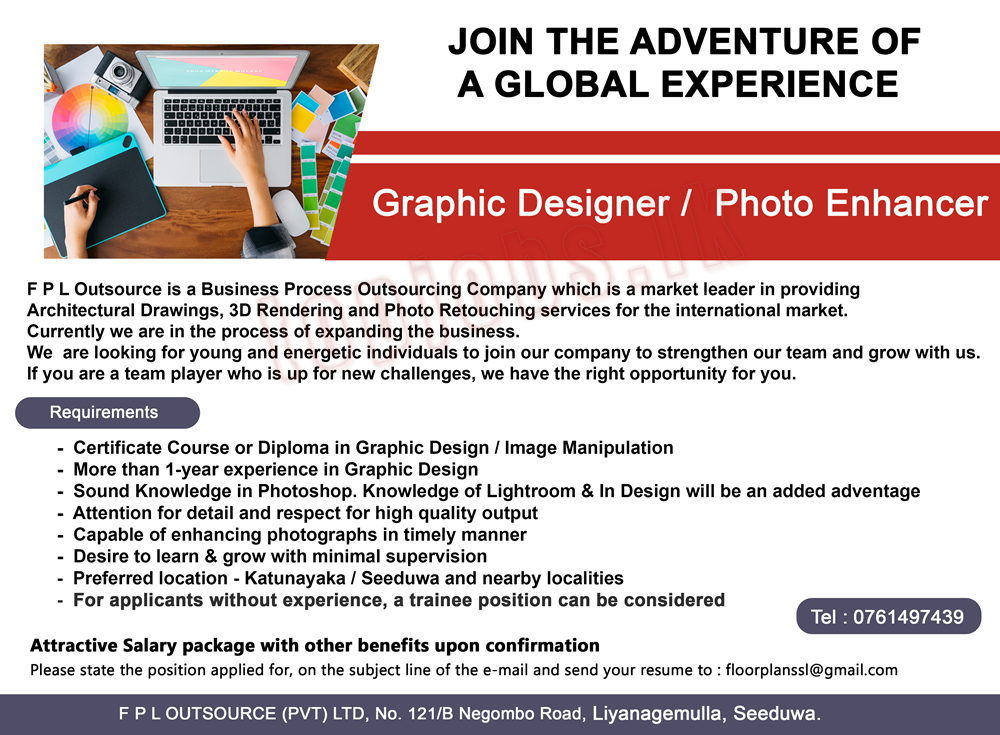 JOIN THE ADVENTURE OF
A GLOBAL EXPERIENCE
Graphic Designer / Photo Enhancer
topjobs.lk
F P L Outsource is a Business Process Outsourcing Company which is a market leader in providing
Architectural Drawings, 3D Rendering and Photo Retouching services for the international market.
Currently we are in the process of expanding the business.
We are looking for young and energetic individuals to join our company to strengthen our team and grow with us.
If you are a team player who is up for new challenges, we have the right opportunity for you.
Requirements
- Certificate Course or Diploma in Graphic Design / Image Manipulation
- More than 1-year experience in Graphic Design
- Sound Knowledge in Photoshop. Knowledge of Lightroom & In Design will be an added adventage
- Attention for detail and respect for high quality output
- Capable of enhancing photographs in timely manner
- Desire to learn & grow with minimal supervision
- Preferred location - Katunayaka / Seeduwa and nearby localities
- For applicants without experience, a trainee position can be considered
Tel : 0761497439
Attractive Salary package with other benefits upon confirmation
Please state the position applied for, on the subject line of the e-mail and send your resume to : floorplanssl@gmail.com
F P L OUTSOURCE (PVT) LTD, No. 121/B Negombo Road, Liyanagemulla, Seeduwa.